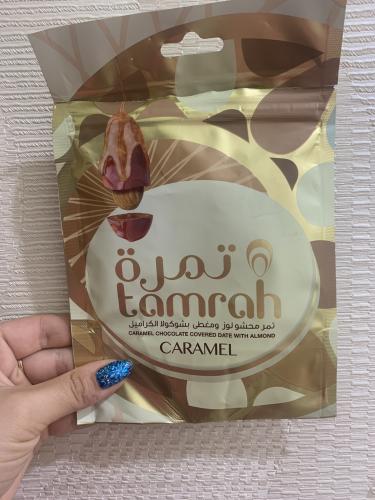 تمرة
tamrah
تمر محشو لوز ومغطى بشوكولا الكراميل
CARAMEL CHOCOLATE COVERED DATE WITH ALMOND
CARAMEL